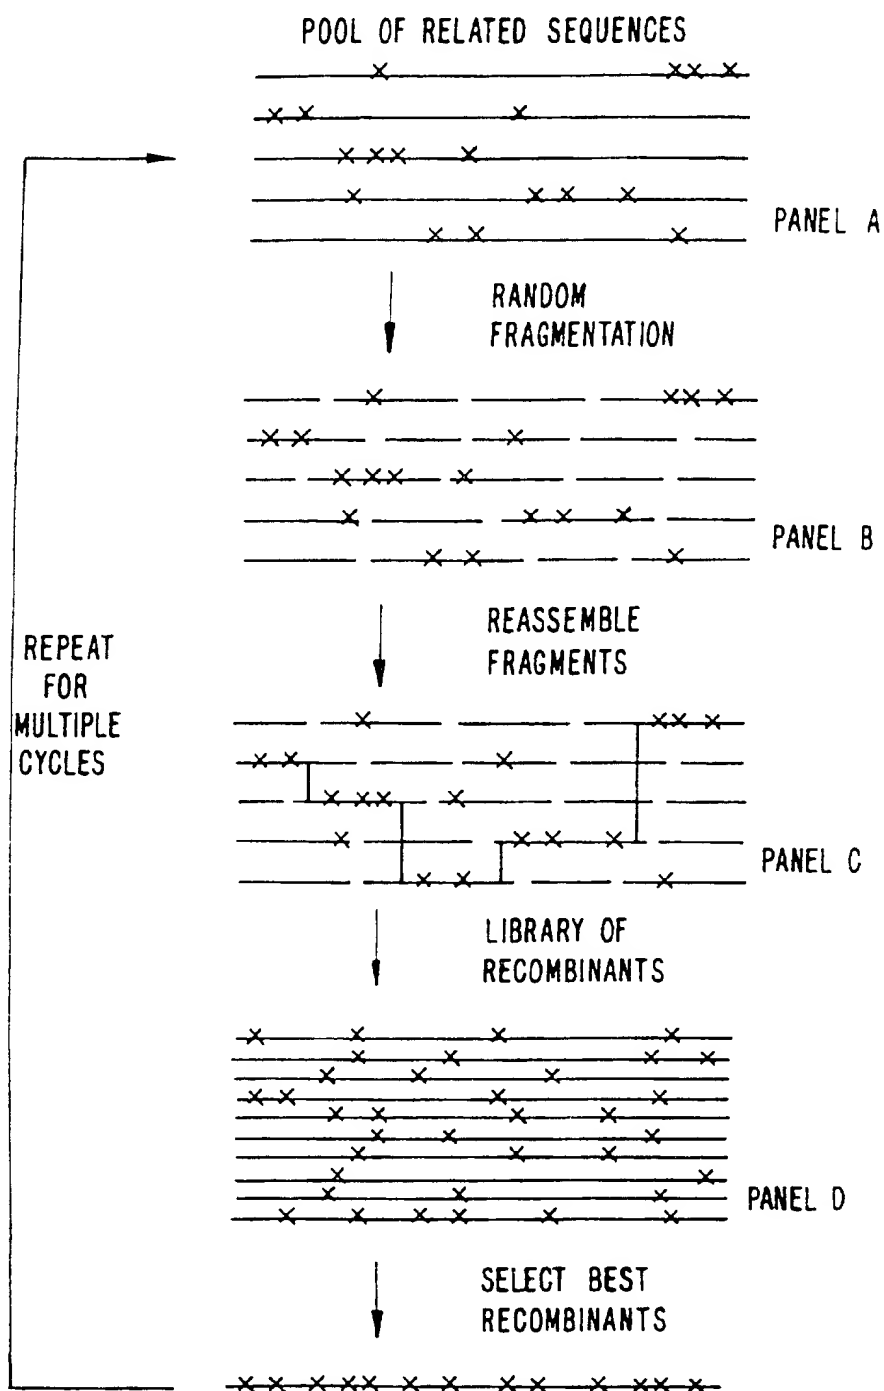 POOL OF RELATED SEQUENCES
PANEL A
RANDOM
FRAGMENTATION
PANEL B
REASSEMBLE
FRAGMENTS
REPEAT
FOR
MULTIPLE
CYCLES
PANEL C
LIBRARY OF
RECOMBINANTS
PANEL D
SELECT BEST
RECOMBINANTS